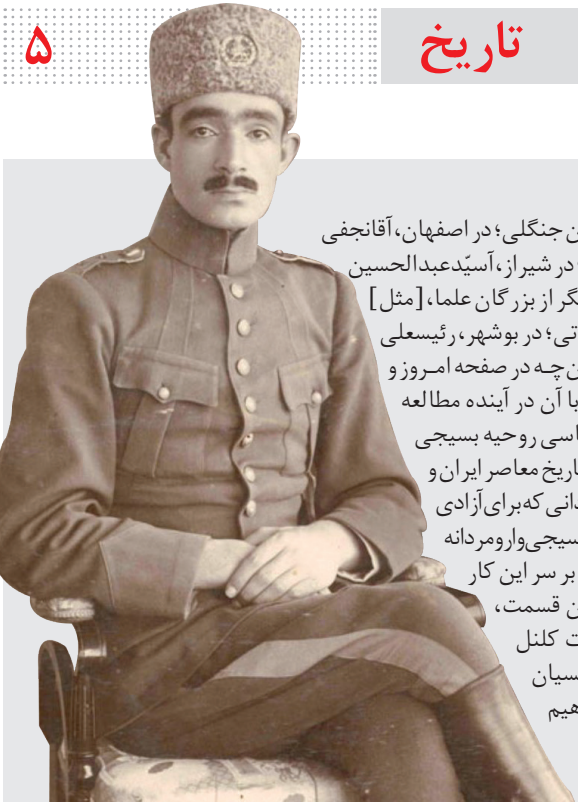 تاریخ
۵
ن جنگلی؛ در اصفهان، آقانجفی
؛ در شیراز، آسیّدعبدالحسین
گر از بزرگان علما، [مثل]
تی؛ در بوشهر، رئیسعلی
ن‌چه در صفحه امروز و
با آن در آینده مطالعه
اسی روحیه بسیجی
اریخ معاصر ایران و
دانی که‌برای‌آزادی
سیجی‌وارومردانه
بر سر این کار
ن قسمت،
ت کلنل
سیان
هیم